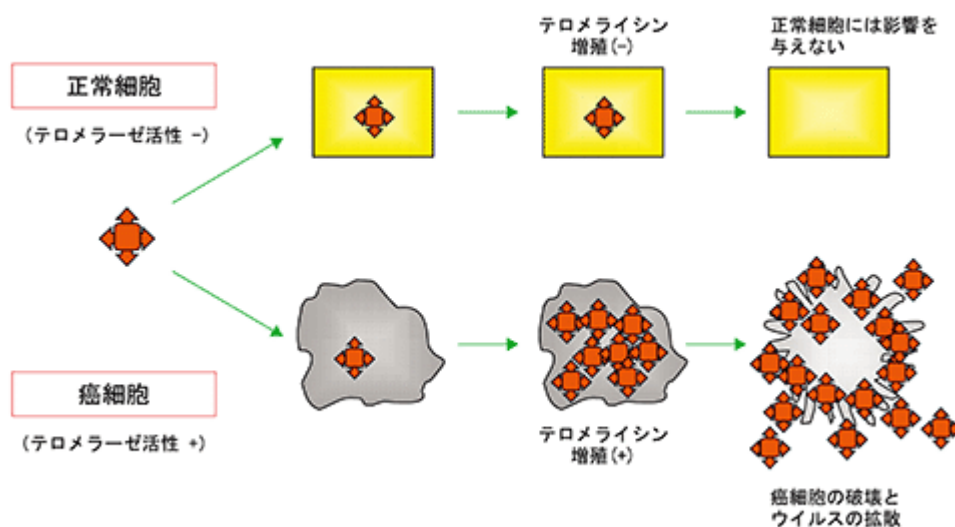 正常細胞
(テロメラーゼ活性 −)
テロメライシン
増殖(−)
正常細胞には影響を
与えない
癌細胞
(テロメラーゼ活性 +)
テロメライシン
増殖(+)
癌細胞の破壊と
ウイルスの拡散